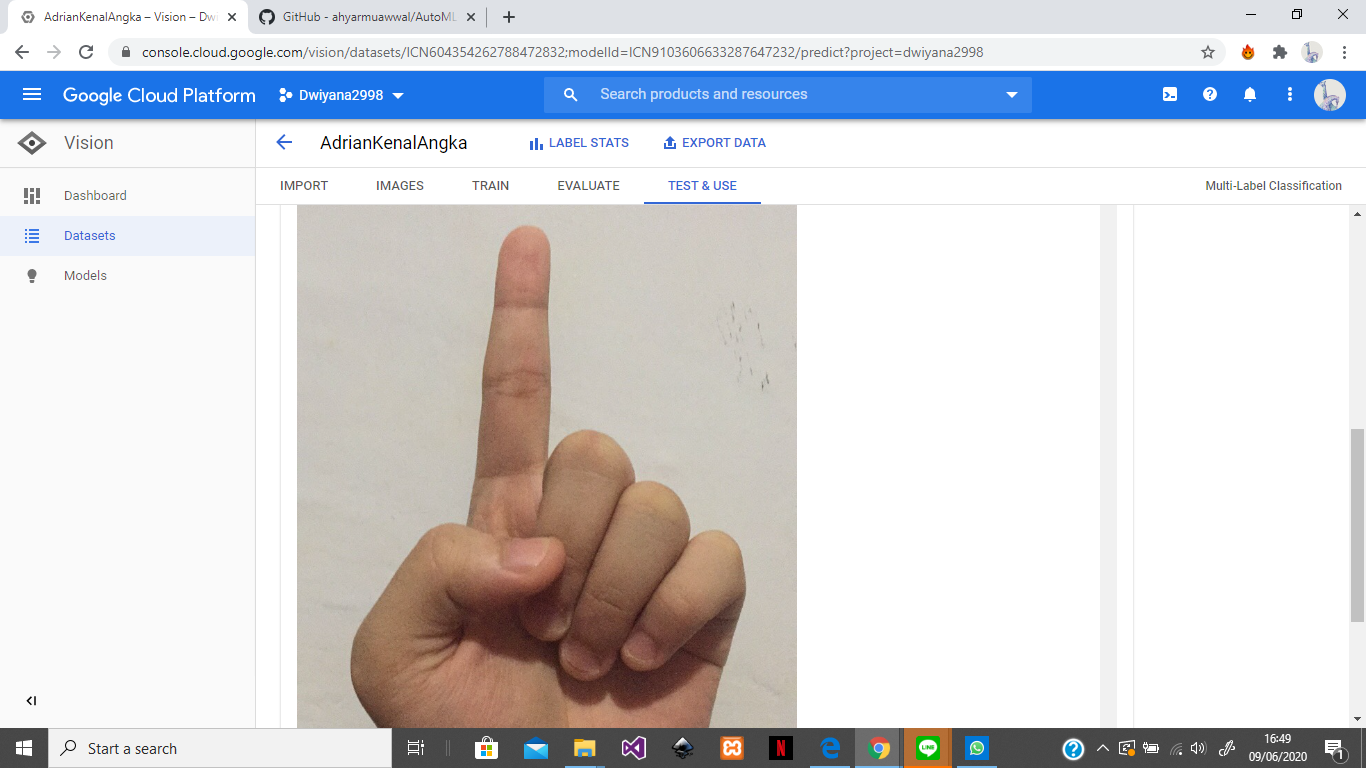 AdrianKenalAngka – Vision – Dwi
GitHub - ahyarmuawwal/AutoML
console.cloud.google.com/vision/datasets/ICN604354262788472832;modelId=ICN9103606633287647232/predict?project=dwiyana2998
Google Cloud Platform
Dwiyana2998
Search products and resources
Vision
AdrianKenalAngka
LABEL STATS
EXPORT DATA
IMPORT
IMAGES
TRAIN
EVALUATE
TEST & USE
Multi-Label Classification
Dashboard
Datasets
Models
Start a search
N
LINE
16:49
09/06/2020
1